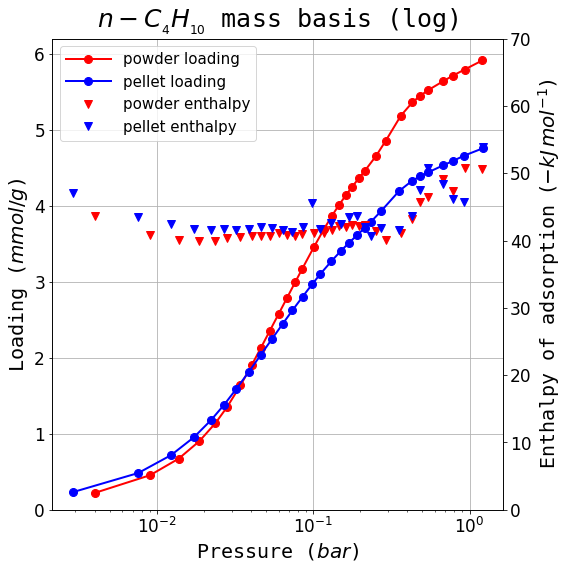 n − C₄H₁₀ mass basis (log)
powder loading
pellet loading
powder enthalpy
pellet enthalpy
Loading (mmol/g)
6
5
4
3
2
1
0
70
60
50
40
30
20
10
0
Enthalpy of adsorption (−kJmol⁻¹)
10⁻²
10⁻¹
10⁰
Pressure (bar)